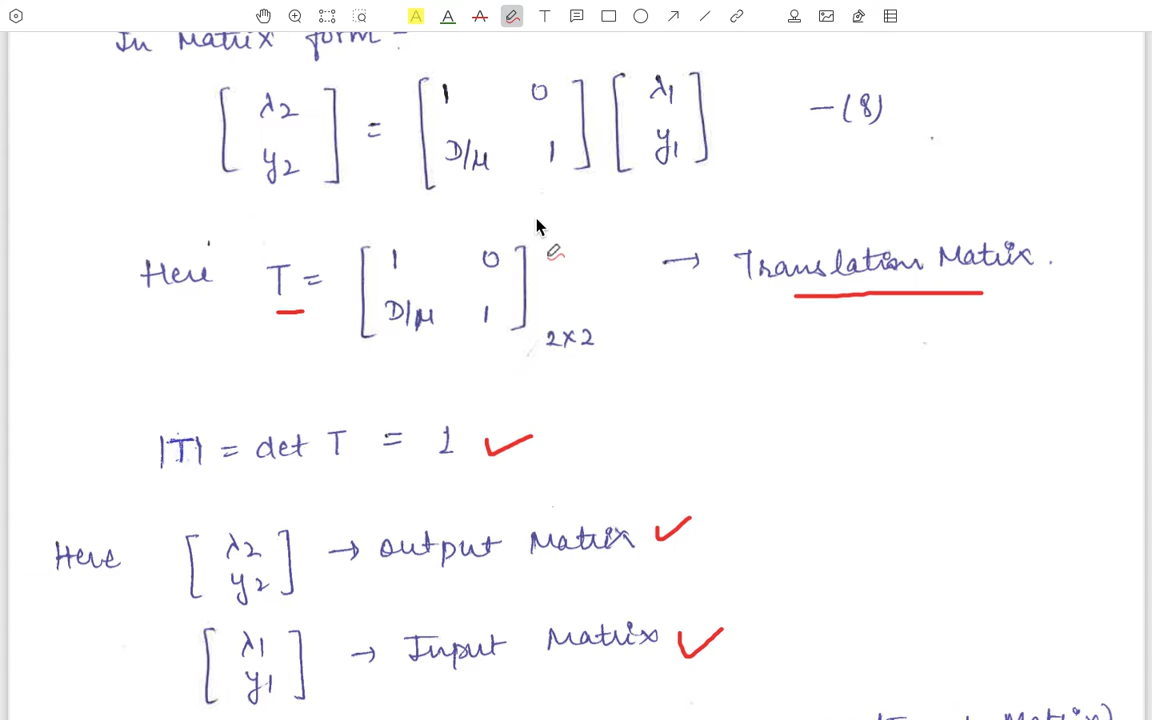 In Matrix form -
[ λ2 y2 ] = [ 1 0 D/μ 1 ] [ λ1 y1 ] -(8)
Here T = [ 1 0 D/μ 1 ] 2×2 → Translation Matrix.
|T| = det T = 1 ✓
Here [ λ2 y2 ] → Output Matrix ✓
[ λ1 y1 ] → Input Matrix ✓
Matrix)